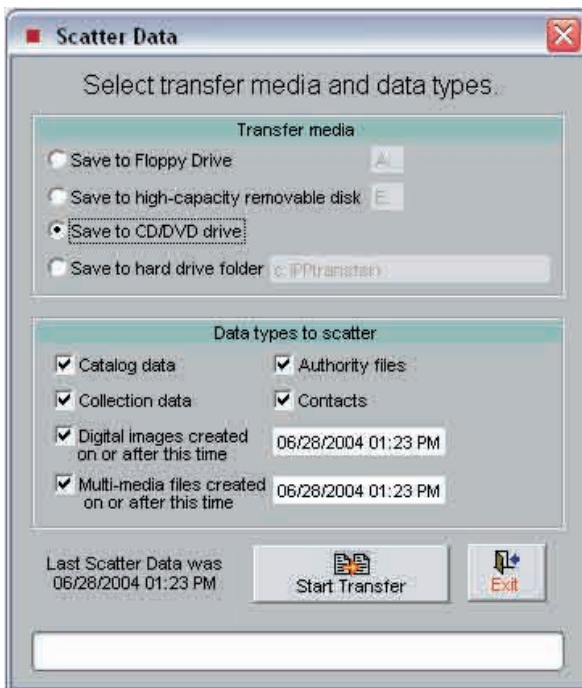 Scatter Data
Select transfer media and data types.
Transfer media
Save to Floppy Drive A:
Save to high-capacity removable disk E:
Save to CD/DVD drive
Save to hard drive folder c:\PPtransfer\
Data types to scatter
Catalog data Authority files
Collection data Contacts
Digital images created
on or after this time 06/28/2004 01:23 PM
Multi-media files created
on or after this time 06/28/2004 01:23 PM
Last Scatter Data was
06/28/2004 01:23 PM
Start Transfer
Exit